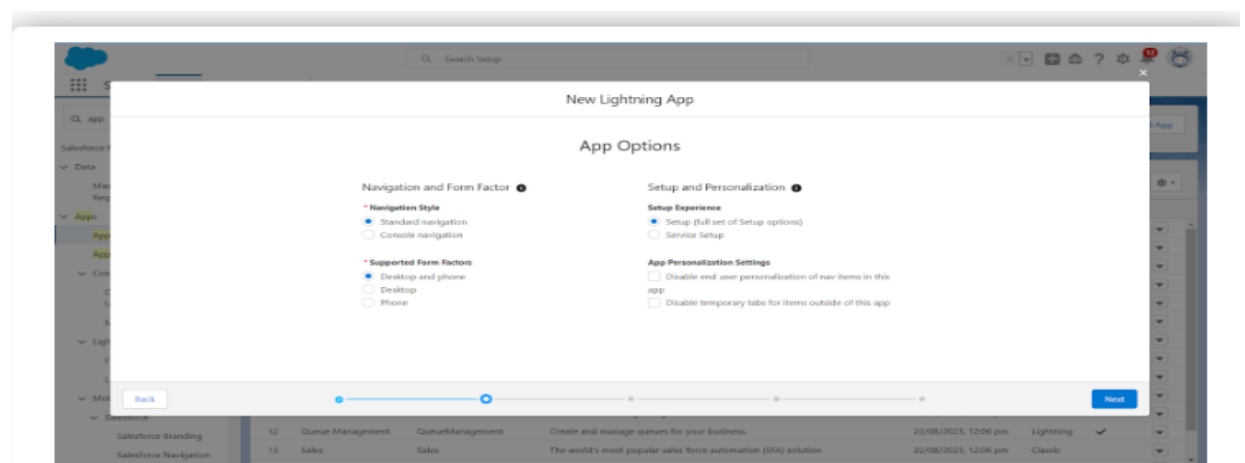 Search Setup
New Lightning App
app
App
App Options
Salesforce
Data
Navigation and Form Factor
Setup and Personalization
* Navigation Style
Setup Experience
Standard navigation
Setup (full set of Setup options)
Apps
Console navigation
Service Setup
* Supported Form Factors
App Personalization Settings
Desktop and phone
Disable end user personalization of nav items in this
app
Desktop
Phone
Disable temporary tabs for items outside of this app
Back
Next
Salesforce Branding
12 Queue Management QueueManagement Create and manage queues for your business. 22/08/2023, 12:06 pm Lightning
Salesforce Navigation
13 Sales Sales The world's most popular sales force automation (SFA) solution 22/08/2023, 12:06 pm Classic